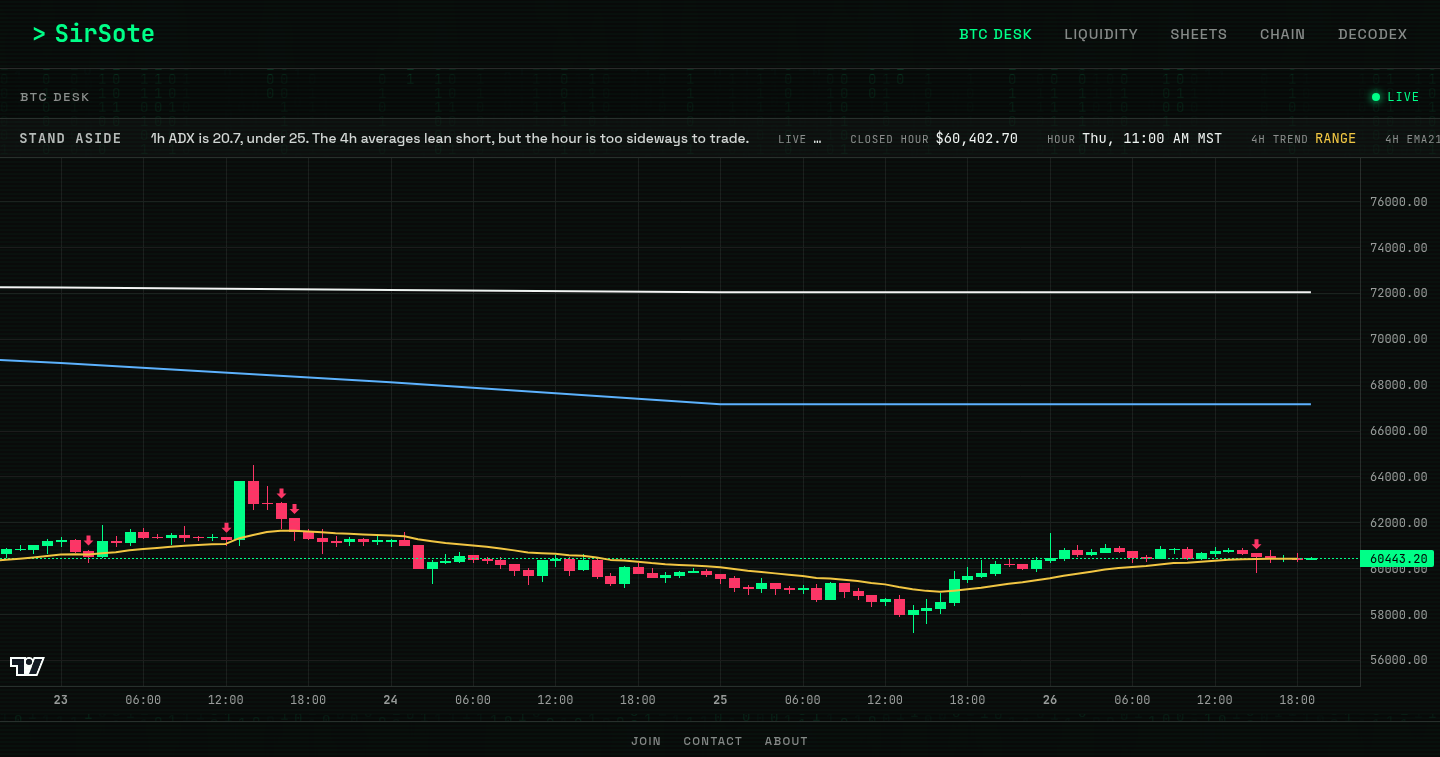 > SirSote
BTC DESK LIQUIDITY SHEETS CHAIN DECODEX
BTC DESK
LIVE
STAND ASIDE 1h ADX is 20.7, under 25. The 4h averages lean short, but the hour is too sideways to trade. LIVE … CLOSED HOUR $60,402.70 HOUR Thu, 11:00 AM MST 4H TREND RANGE 4H EMA21
76000.00
74000.00
72000.00
70000.00
68000.00
66000.00
64000.00
62000.00
60443.20
60000.00
58000.00
56000.00
23 06:00 12:00 18:00 24 06:00 12:00 18:00 25 06:00 12:00 18:00 26 06:00 12:00 18:00
JOIN CONTACT ABOUT